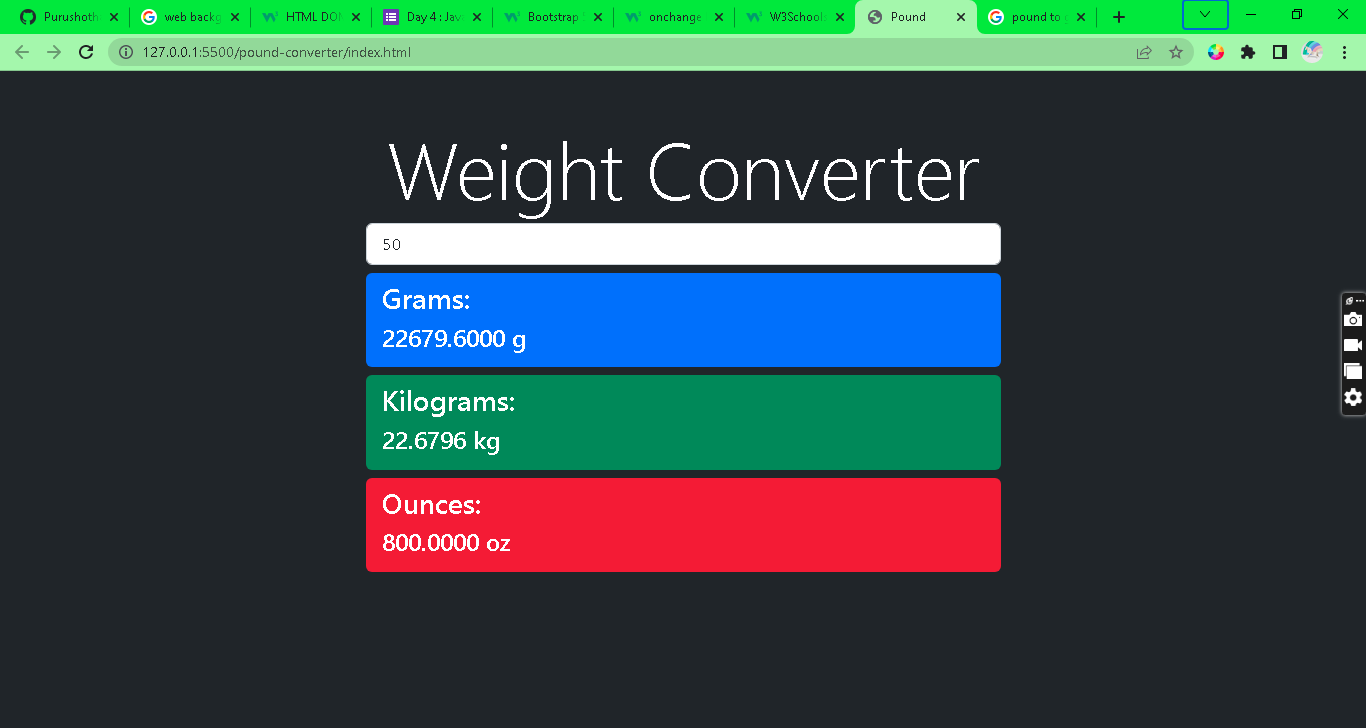 Purushoth
web backg
HTML DOM
Day 4 : Jav
Bootstrap
onchange
W3Schools
Pound
pound to
127.0.0.1:5500/pound-converter/index.html
Weight Converter
50
Grams:
22679.6000 g
Kilograms:
22.6796 kg
Ounces:
800.0000 oz